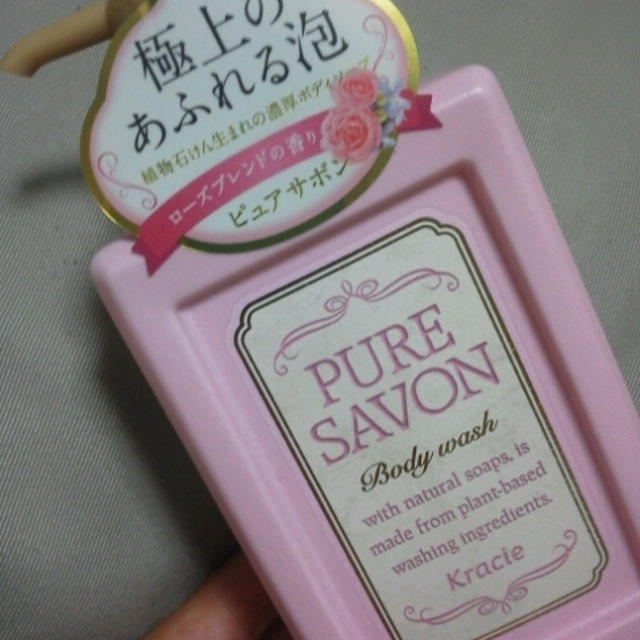 極上の
あふれる泡
植物石けん生まれの濃厚ボディソープ
ローズブレンドの香り
ピュアサボン
PURE
SAVON
Body wash
with natural soaps, is
made from plant-based
washing ingredients.
Kracie